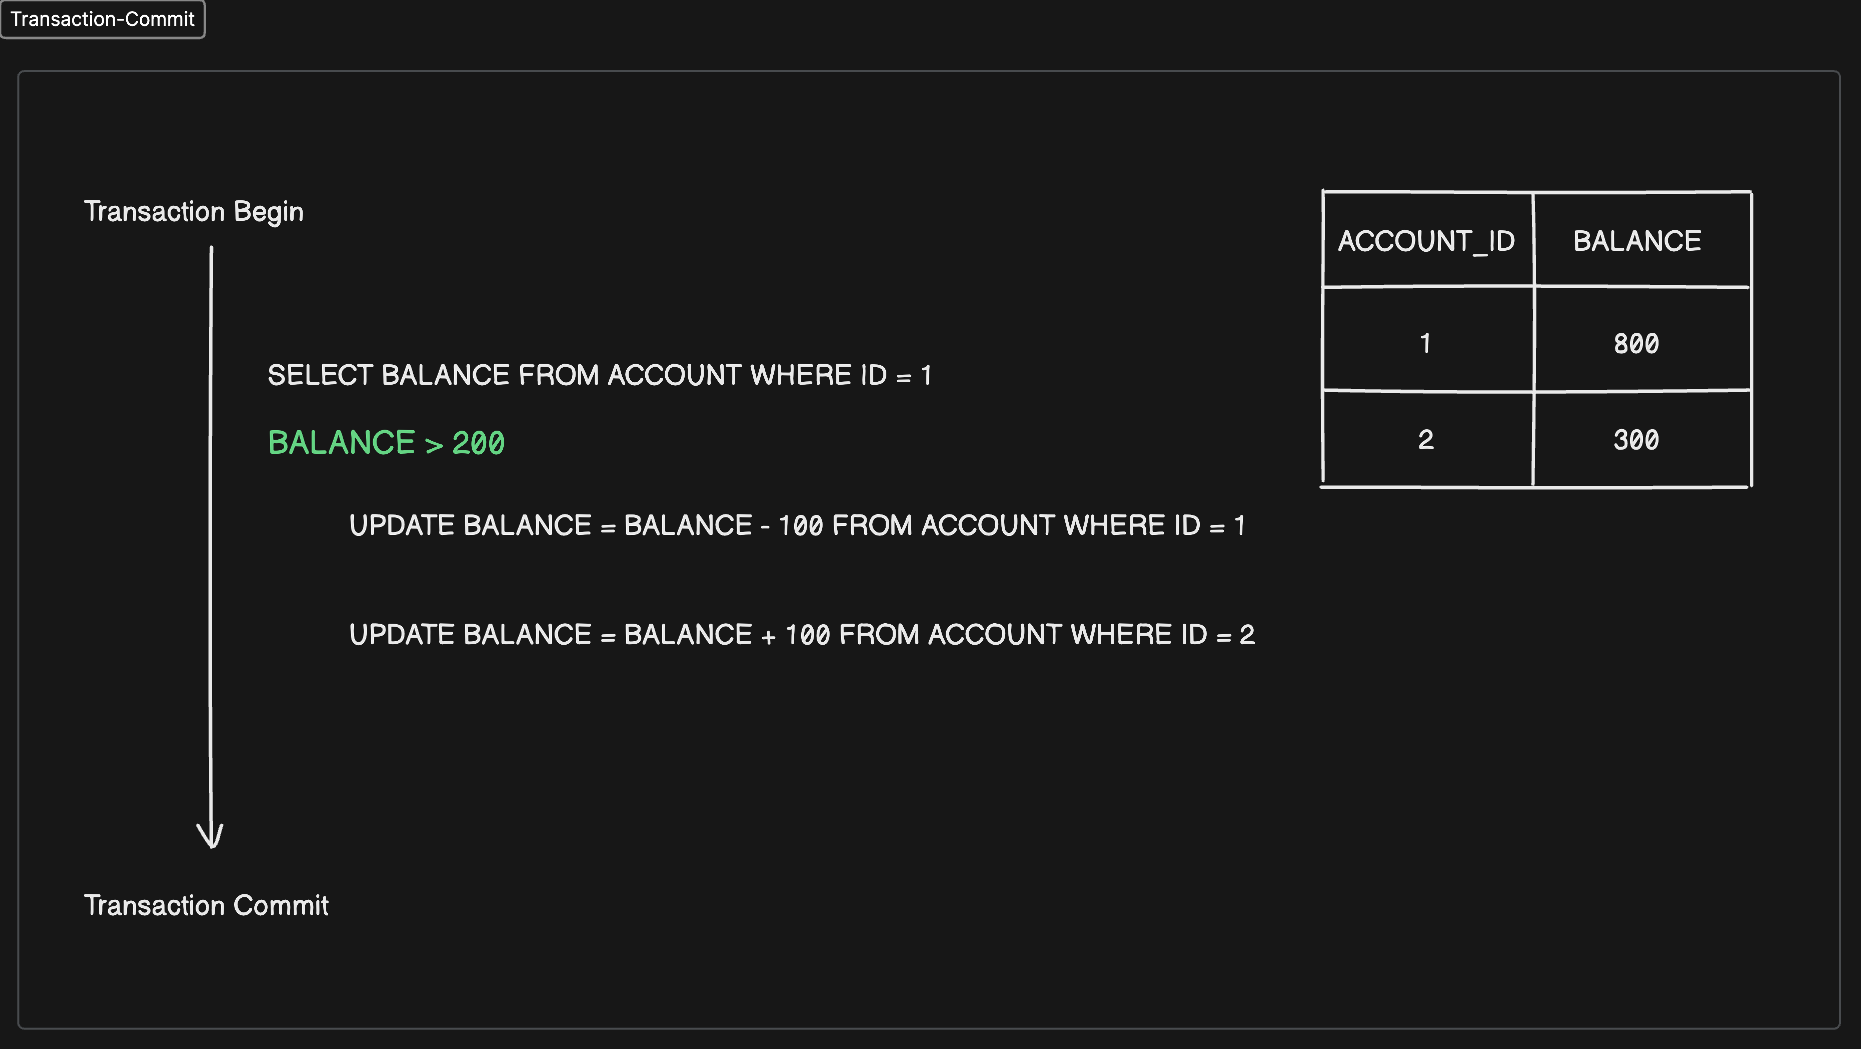 Transaction-Commit
Transaction Begin
SELECT BALANCE FROM ACCOUNT WHERE ID = 1
BALANCE > 200
UPDATE BALANCE = BALANCE - 100 FROM ACCOUNT WHERE ID = 1
UPDATE BALANCE = BALANCE + 100 FROM ACCOUNT WHERE ID = 2
Transaction Commit
ACCOUNT_ID BALANCE
1 800
2 300